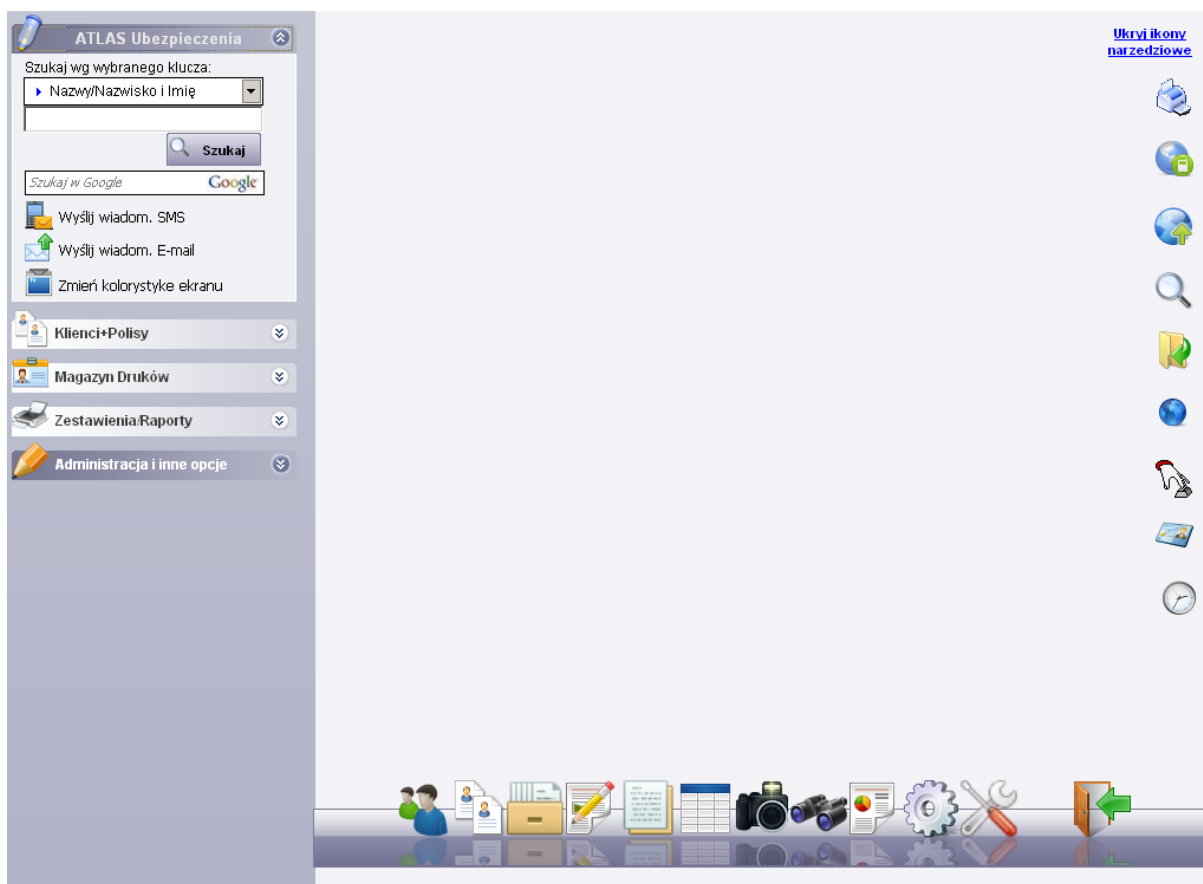 ATLAS Ubezpieczenia
Szukaj wg wybranego klucza:
Nazwy/Nazwisko i Imię
Szukaj
Szukaj w Google Google
Wyślij wiadom. SMS
Wyślij wiadom. E-mail
Zmień kolorystyke ekranu
Klienci+Polisy
Magazyn Druków
Zestawienia/Raporty
Administracja i inne opcje
Ukryj ikony
narzedziowe